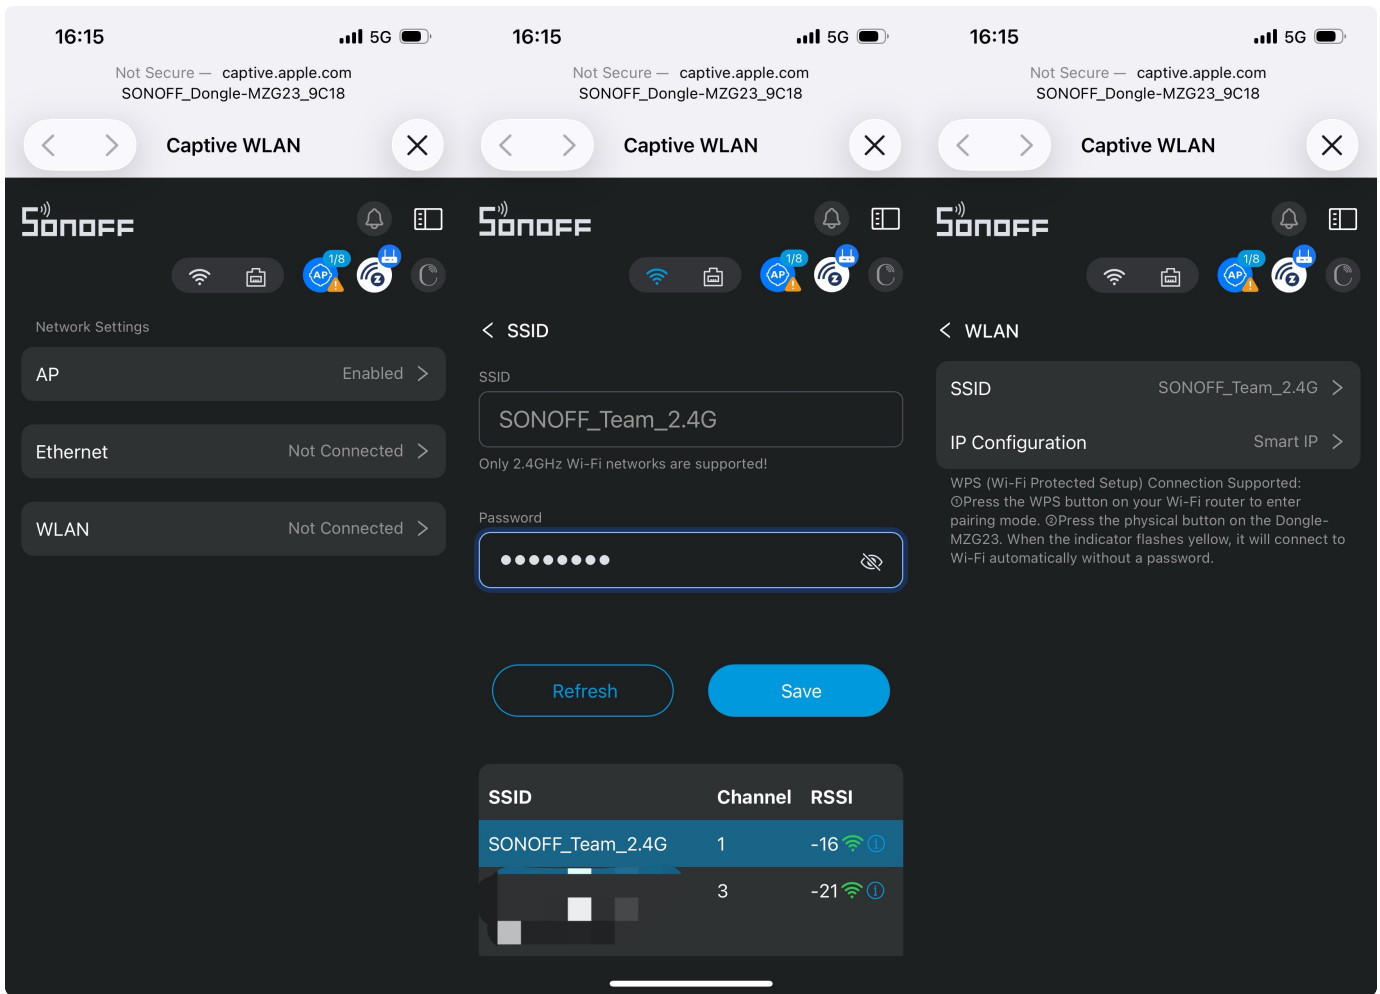 16:15
5G
Not Secure — captive.apple.com
SONOFF_Dongle-MZG23_9C18
Captive WLAN
SONOFF
1/8
AP
Z
Network Settings
AP Enabled
Ethernet Not Connected
WLAN Not Connected
16:15
5G
Not Secure — captive.apple.com
SONOFF_Dongle-MZG23_9C18
Captive WLAN
SONOFF
1/8
AP
Z
SSID
SSID
SONOFF_Team_2.4G
Only 2.4GHz Wi-Fi networks are supported!
Password
Refresh
Save
SSID Channel RSSI
SONOFF_Team_2.4G 1 -16
3 -21
16:15
5G
Not Secure — captive.apple.com
SONOFF_Dongle-MZG23_9C18
Captive WLAN
SONOFF
1/8
AP
Z
WLAN
SSID SONOFF_Team_2.4G
IP Configuration Smart IP
WPS (Wi-Fi Protected Setup) Connection Supported:
①Press the WPS button on your Wi-Fi router to enter
pairing mode. ②Press the physical button on the Dongle-
MZG23. When the indicator flashes yellow, it will connect to
Wi-Fi automatically without a password.